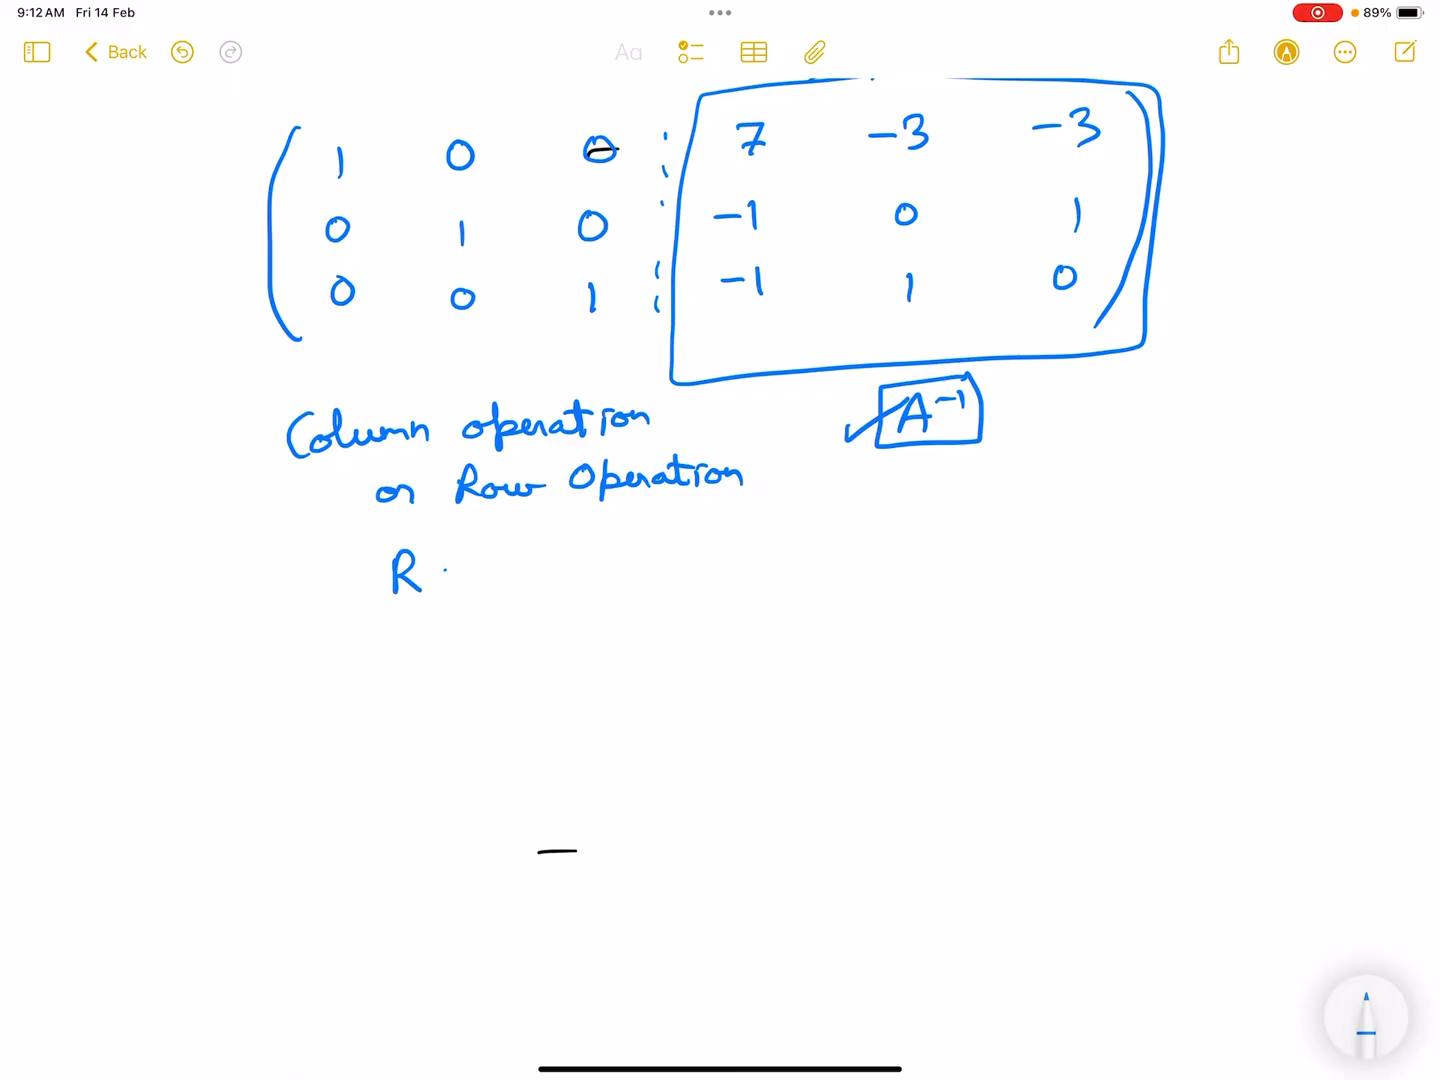 9:12 AM Fri 14 Feb
89%
Back
Aa
1 0 0 : 7 -3 -3
0 1 0 : -1 0 1
0 0 1 : -1 1 0
A⁻¹
Column operation
or Row Operation
R